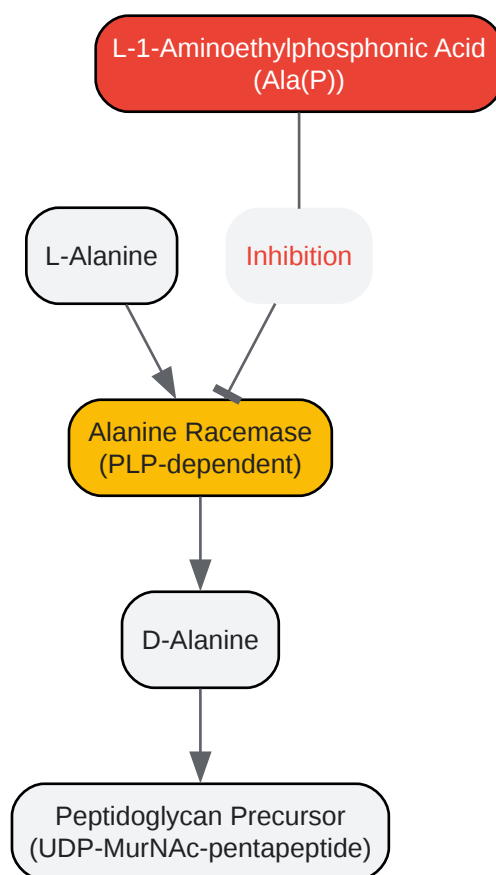 L-1-Aminoethylphosphonic Acid
(Ala(P))
L-Alanine
Inhibition
Alanine Racemase
(PLP-dependent)
D-Alanine
Peptidoglycan Precursor
(UDP-MurNAc-pentapeptide)